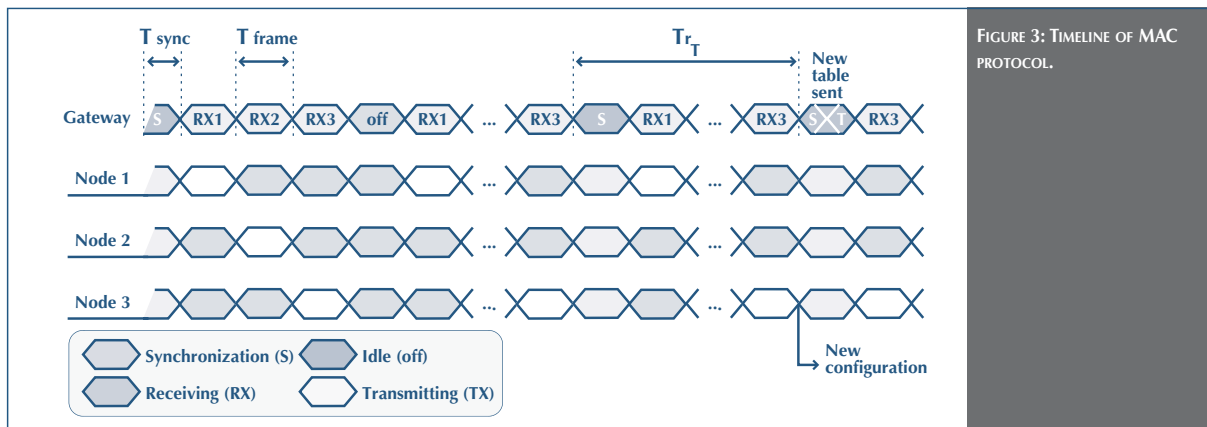 T sync
T frame
Tr_T
New
table
sent
Gateway
S RX1 RX2 RX3 off RX1 ... RX3 S RX1 ... RX3 S T RX3
Node 1
... ...
Node 2
... ...
Node 3
... ...
New
configuration
Synchronization (S)
Idle (off)
Receiving (RX)
Transmitting (TX)
FIGURE 3: TIMELINE OF MAC
PROTOCOL.